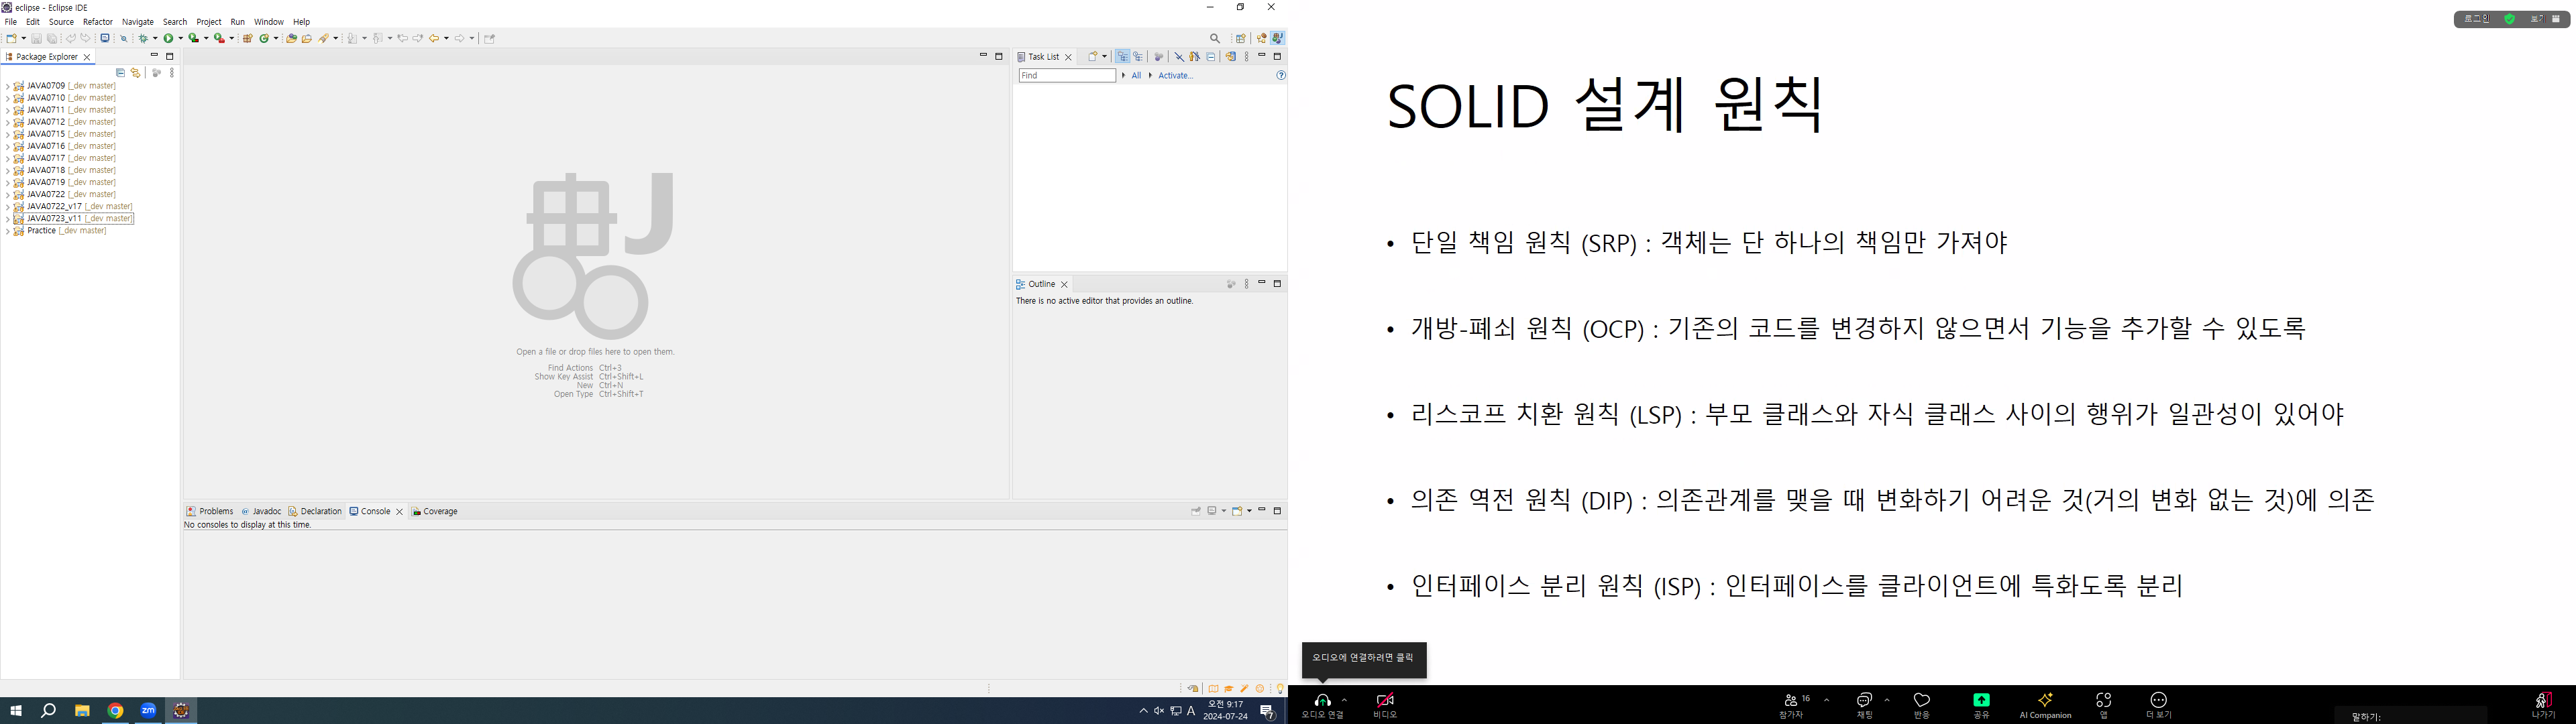 eclipse - Eclipse IDE
File Edit Source Refactor Navigate Search Project Run Window Help
Package Explorer
JAVA0709 [_dev master]
JAVA0710 [_dev master]
JAVA0711 [_dev master]
JAVA0712 [_dev master]
JAVA0715 [_dev master]
JAVA0716 [_dev master]
JAVA0717 [_dev master]
JAVA0718 [_dev master]
JAVA0719 [_dev master]
JAVA0722 [_dev master]
JAVA0722_v17 [_dev master]
JAVA0723_v11 [_dev master]
Practice [_dev master]
Open a file or drop files here to open them.
Find Actions Ctrl+3
Show Key Assist Ctrl+Shift+L
New Ctrl+N
Open Type Ctrl+Shift+T
Task List
Find All Activate...
Outline
There is no active editor that provides an outline.
Problems Javadoc Declaration Console Coverage
No consoles to display at this time.
zm
A
오전 9:17
2024-07-24
7
로그인 보기
SOLID 설계 원칙
• 단일 책임 원칙 (SRP) : 객체는 단 하나의 책임만 가져야
• 개방-폐쇠 원칙 (OCP) : 기존의 코드를 변경하지 않으면서 기능을 추가할 수 있도록
• 리스코프 치환 원칙 (LSP) : 부모 클래스와 자식 클래스 사이의 행위가 일관성이 있어야
• 의존 역전 원칙 (DIP) : 의존관계를 맺을 때 변화하기 어려운 것(거의 변화 없는 것)에 의존
• 인터페이스 분리 원칙 (ISP) : 인터페이스를 클라이언트에 특화도록 분리
오디오에 연결하려면 클릭
오디오 연결 비디오 참가자 16 채팅 반응 공유 AI Companion 앱 더 보기 나가기
말하기: